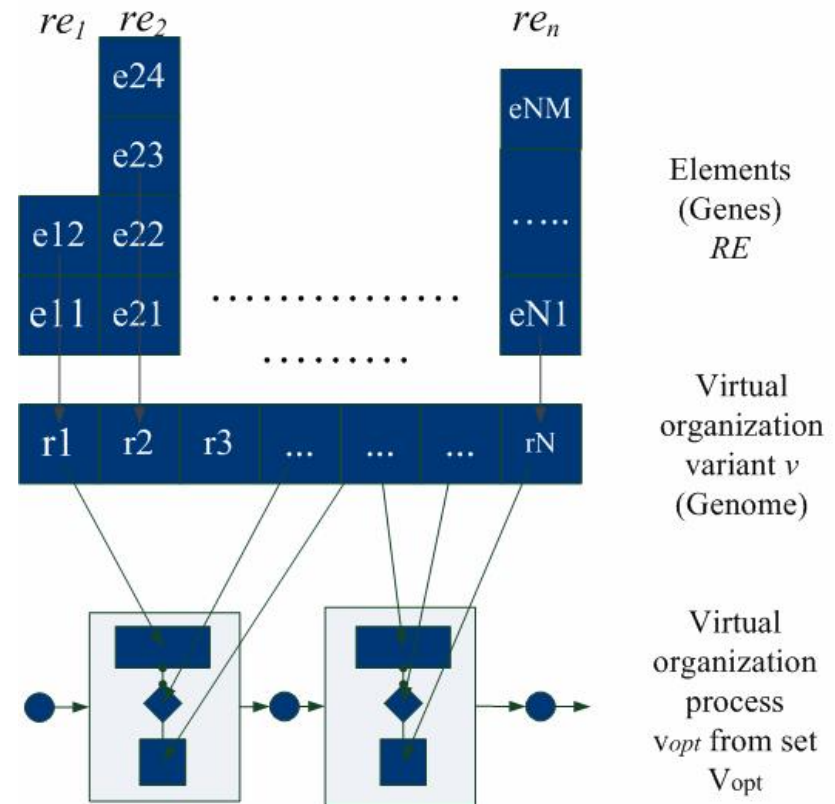 re1 re2 ren
e24
eNM
e23
Elements
(Genes)
RE
e12 e22 .....
e11 e21 ................ eN1
.........
Virtual
organization
variant v
(Genome)
r1 r2 r3 ... ... ... rN
Virtual
organization
process
vopt from set
Vopt